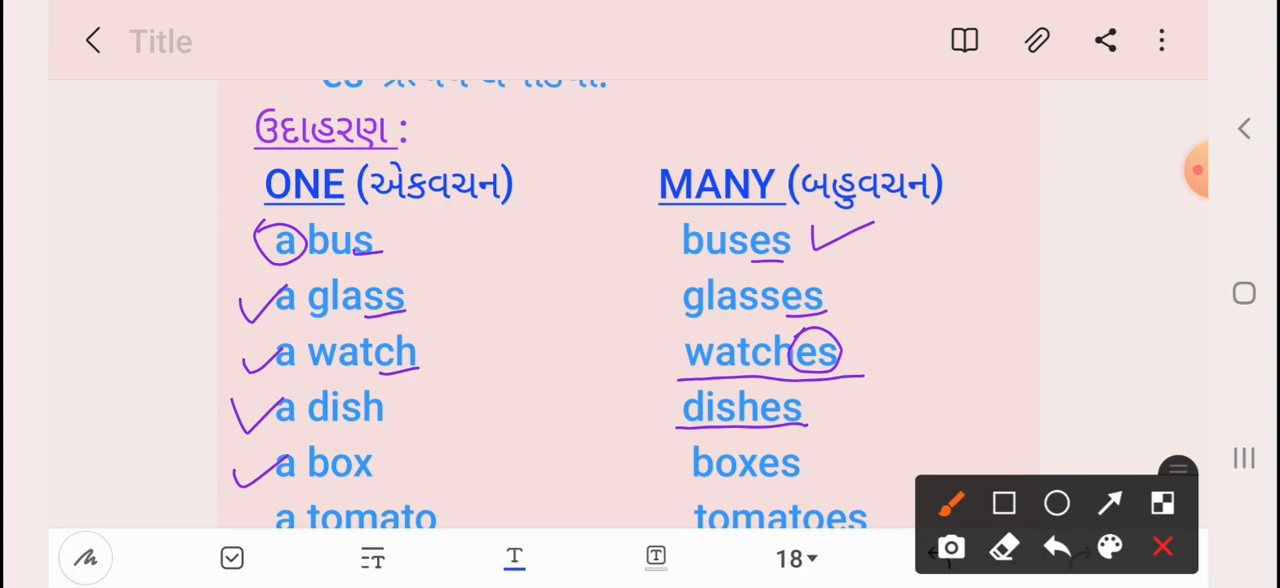 Title
ઉદાહરણ :
ONE (એકવચન) MANY (બહુવચન)
a bus buses
a glass glasses
a watch watches
a dish dishes
a box boxes
a tomato tomatoes
T T 18